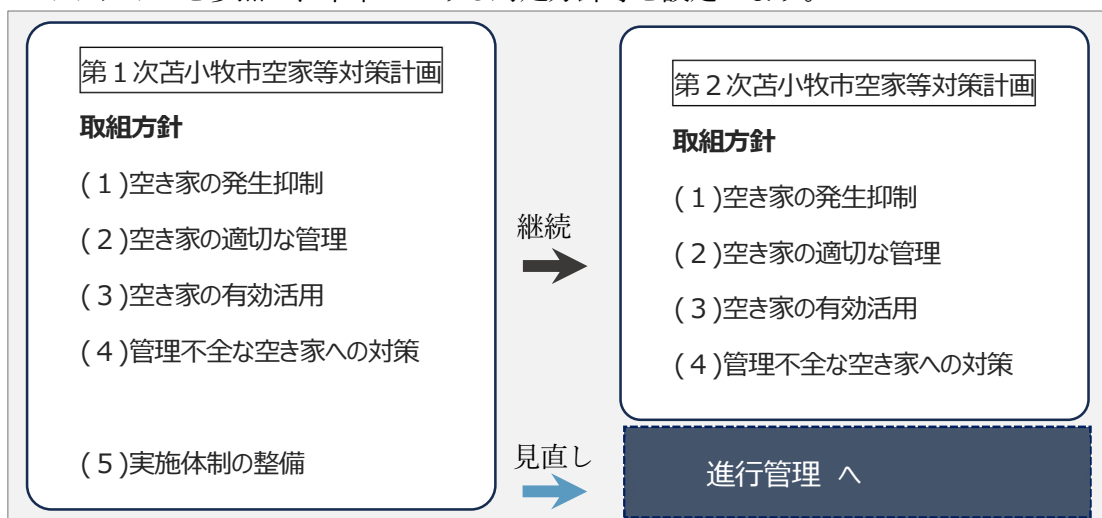 第１次苫小牧市空家等対策計画
取組方針
(１)空き家の発生抑制
(２)空き家の適切な管理
(３)空き家の有効活用
(４)管理不全な空き家への対策
(５)実施体制の整備
継続
見直し
第２次苫小牧市空家等対策計画
取組方針
(１)空き家の発生抑制
(２)空き家の適切な管理
(３)空き家の有効活用
(４)管理不全な空き家への対策
進行管理 へ